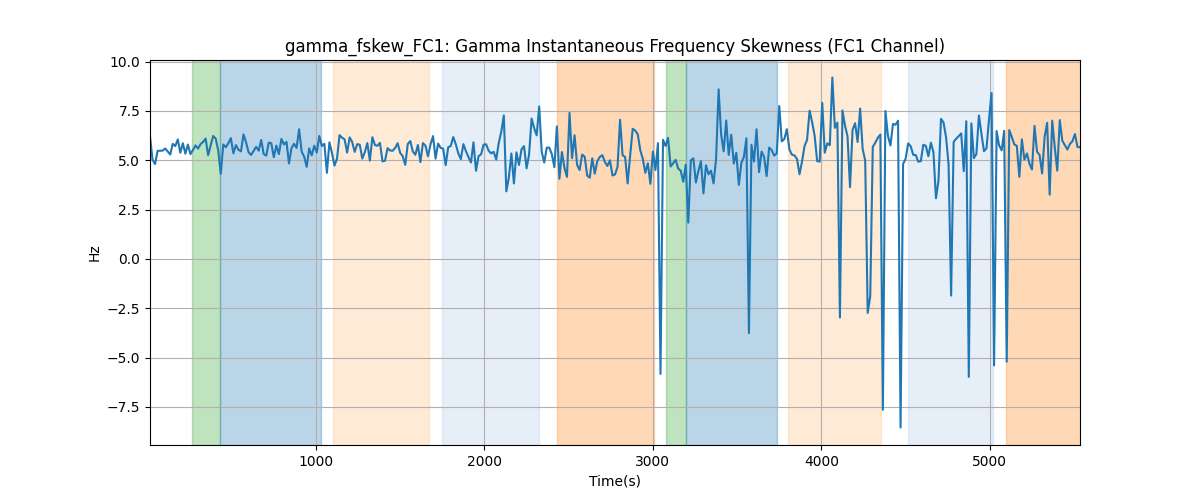 gamma_fskew_FC1: Gamma Instantaneous Frequency Skewness (FC1 Channel)
10.0
7.5
5.0
2.5
0.0
−2.5
−5.0
−7.5
Hz
1000 2000 3000 4000 5000
Time(s)